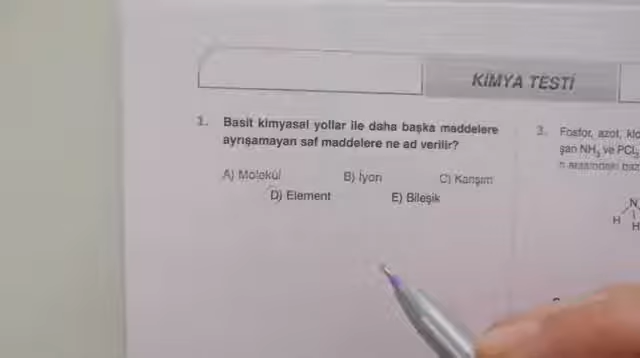 KİMYA TESTİ
1. Basit kimyasal yollar ile daha başka maddelere
ayrışamayan saf maddelere ne ad verilir?
A) Molekül B) İyon C) Karışım
D) Element E) Bileşik
3. Fosfor, azot, klo
şan NH₃ ve PCl₃
N
H H